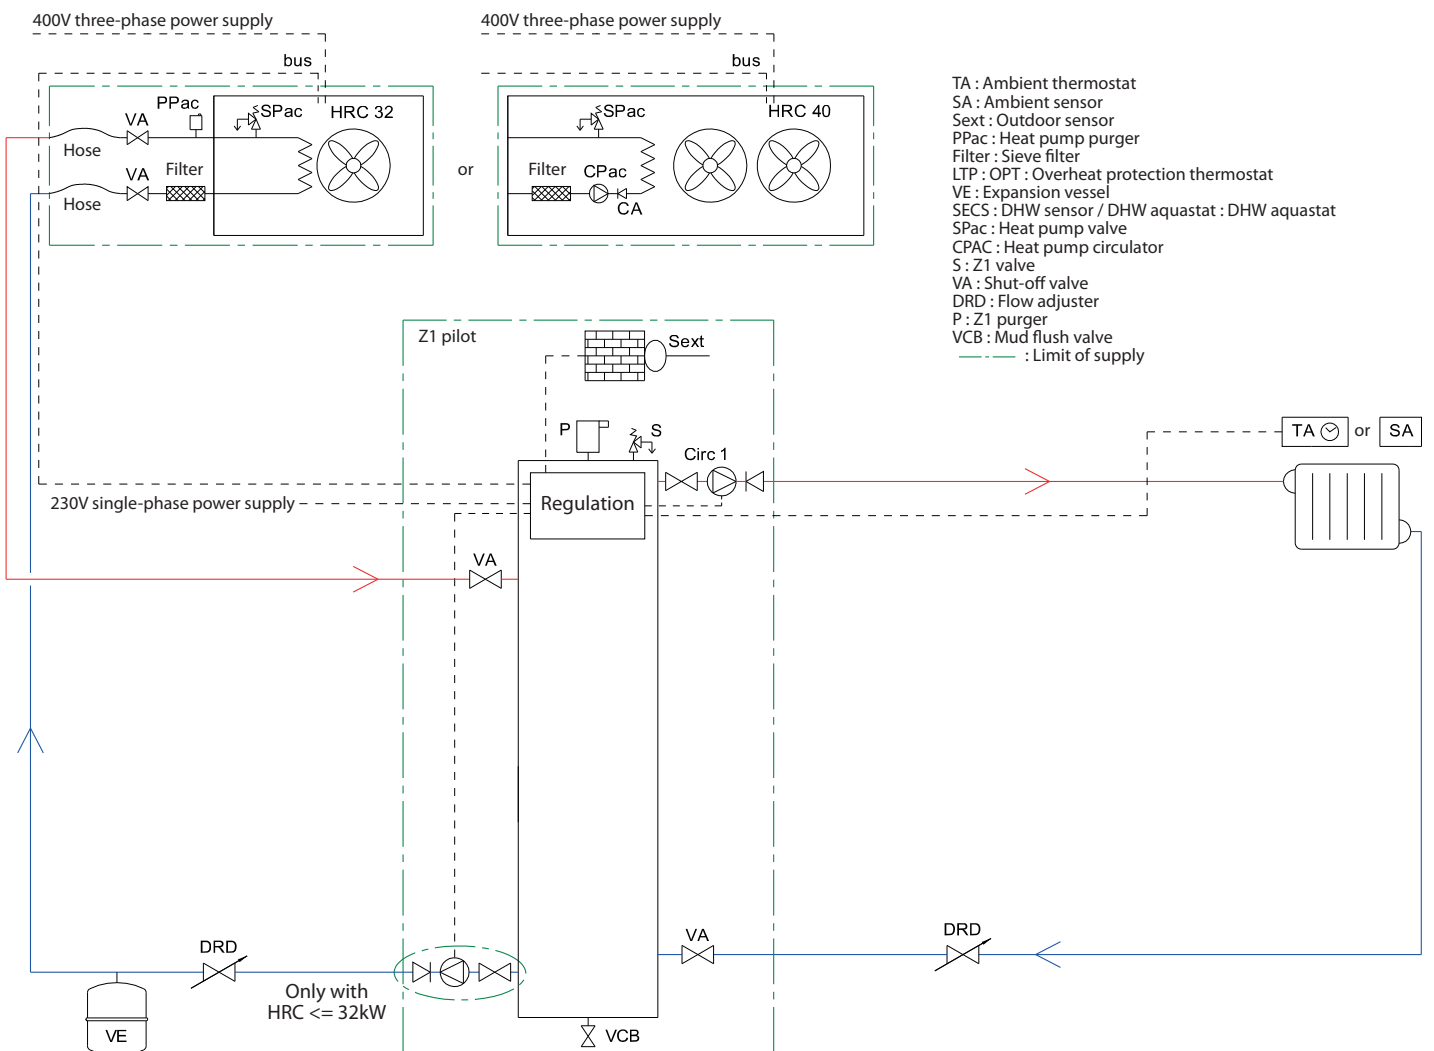 400V three-phase power supply
400V three-phase power supply
bus
bus
PPac
VA
SPac
HRC 32
Hose
VA
Filter
Hose
or
SPac
HRC 40
Filter
CPac
CA
TA : Ambient thermostat
SA : Ambient sensor
Sext : Outdoor sensor
PPac : Heat pump purger
Filter : Sieve filter
LTP : OPT : Overheat protection thermostat
VE : Expansion vessel
SECS : DHW sensor / DHW aquastat : DHW aquastat
SPac : Heat pump valve
CPAC : Heat pump circulator
S : Z1 valve
VA : Shut-off valve
DRD : Flow adjuster
P : Z1 purger
VCB : Mud flush valve
: Limit of supply
Z1 pilot
Sext
P
S
Circ 1
TA
or
SA
230V single-phase power supply
Regulation
VA
DRD
VA
DRD
Only with
HRC <= 32kW
VE
VCB